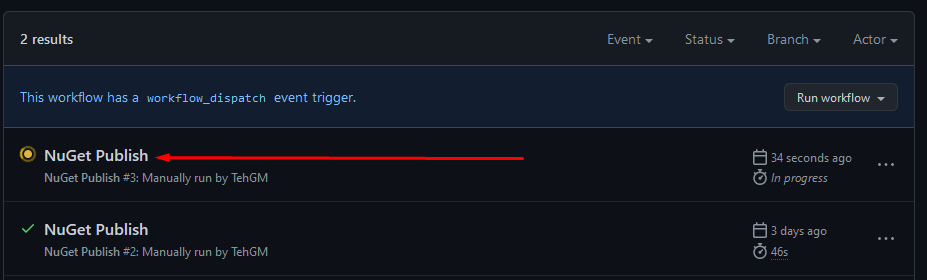 2 results Event Status Branch Actor
This workflow has a workflow_dispatch event trigger. Run workflow
NuGet Publish 34 seconds ago
NuGet Publish #3: Manually run by TehGM In progress
NuGet Publish 3 days ago
NuGet Publish #2: Manually run by TehGM 46s